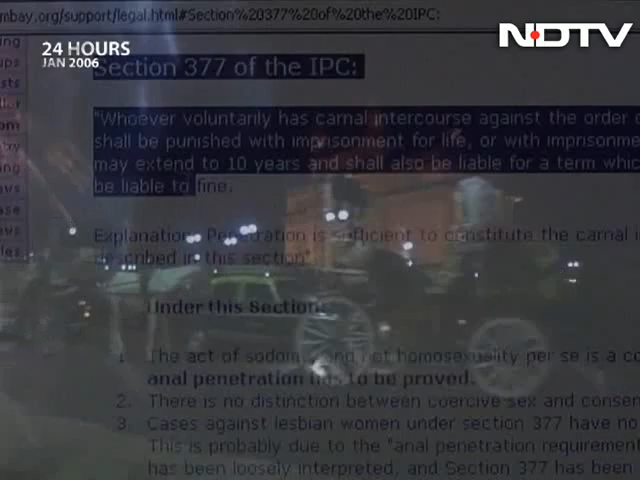 mbay.org/support/legal.html#Section%20377%20of%20the%20IPC:
24 HOURS
JAN 2006
NDTV
Section 377 of the IPC:
"Whoever voluntarily has carnal intercourse against the order
shall be punished with imprisonment for life, or with imprisonme
may extend to 10 years and shall also be liable for a term whic
be liable to fine.
Explanation: Penetration is sufficient to constitute the carnal i
described in this section"
Under this Section:
1. The act of sodomy and not homosexuality per se is a co
anal penetration has to be proved.
2. There is no distinction between coercive sex and consen
3. Cases against lesbian women under section 377 have no
This is probably due to the "anal penetration requirement
has been loosely interpreted, and Section 377 has been